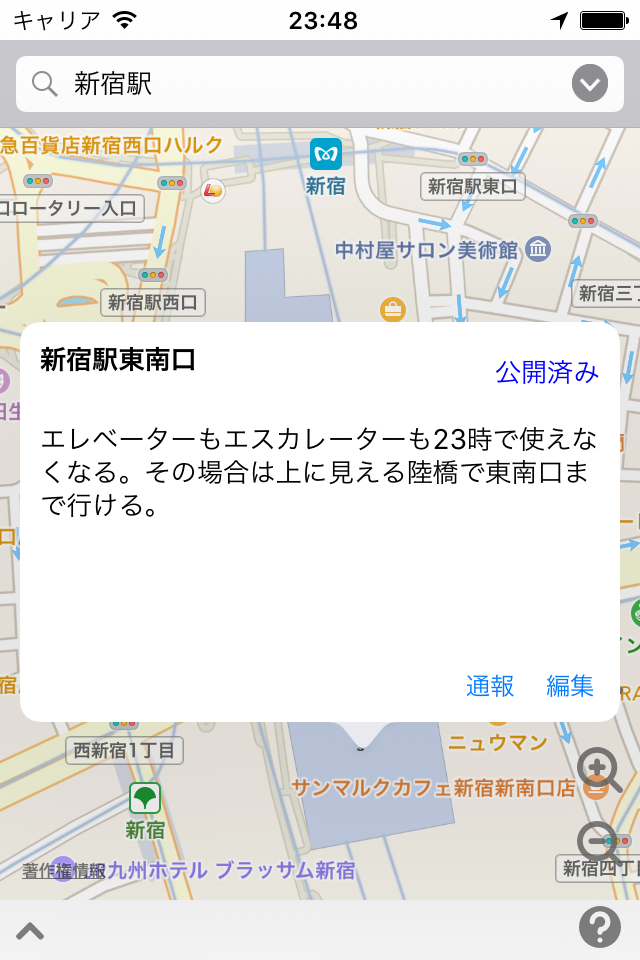 キャリア
23:48
新宿駅
急百貨店新宿西口ハルク
新宿
新宿駅東口
口ロータリー入口
中村屋サロン美術館
新宿駅西口
新宿三丁
新宿駅東南口
公開済み
エレベーターもエスカレーターも23時で使えな
くなる。その場合は上に見える陸橋で東南口ま
で行ける。
通報
編集
西新宿1丁目
ニュウマン
サンマルクカフェ新宿新南口店
新宿
著作権情報
九州ホテル ブラッサム新宿
新宿四丁目